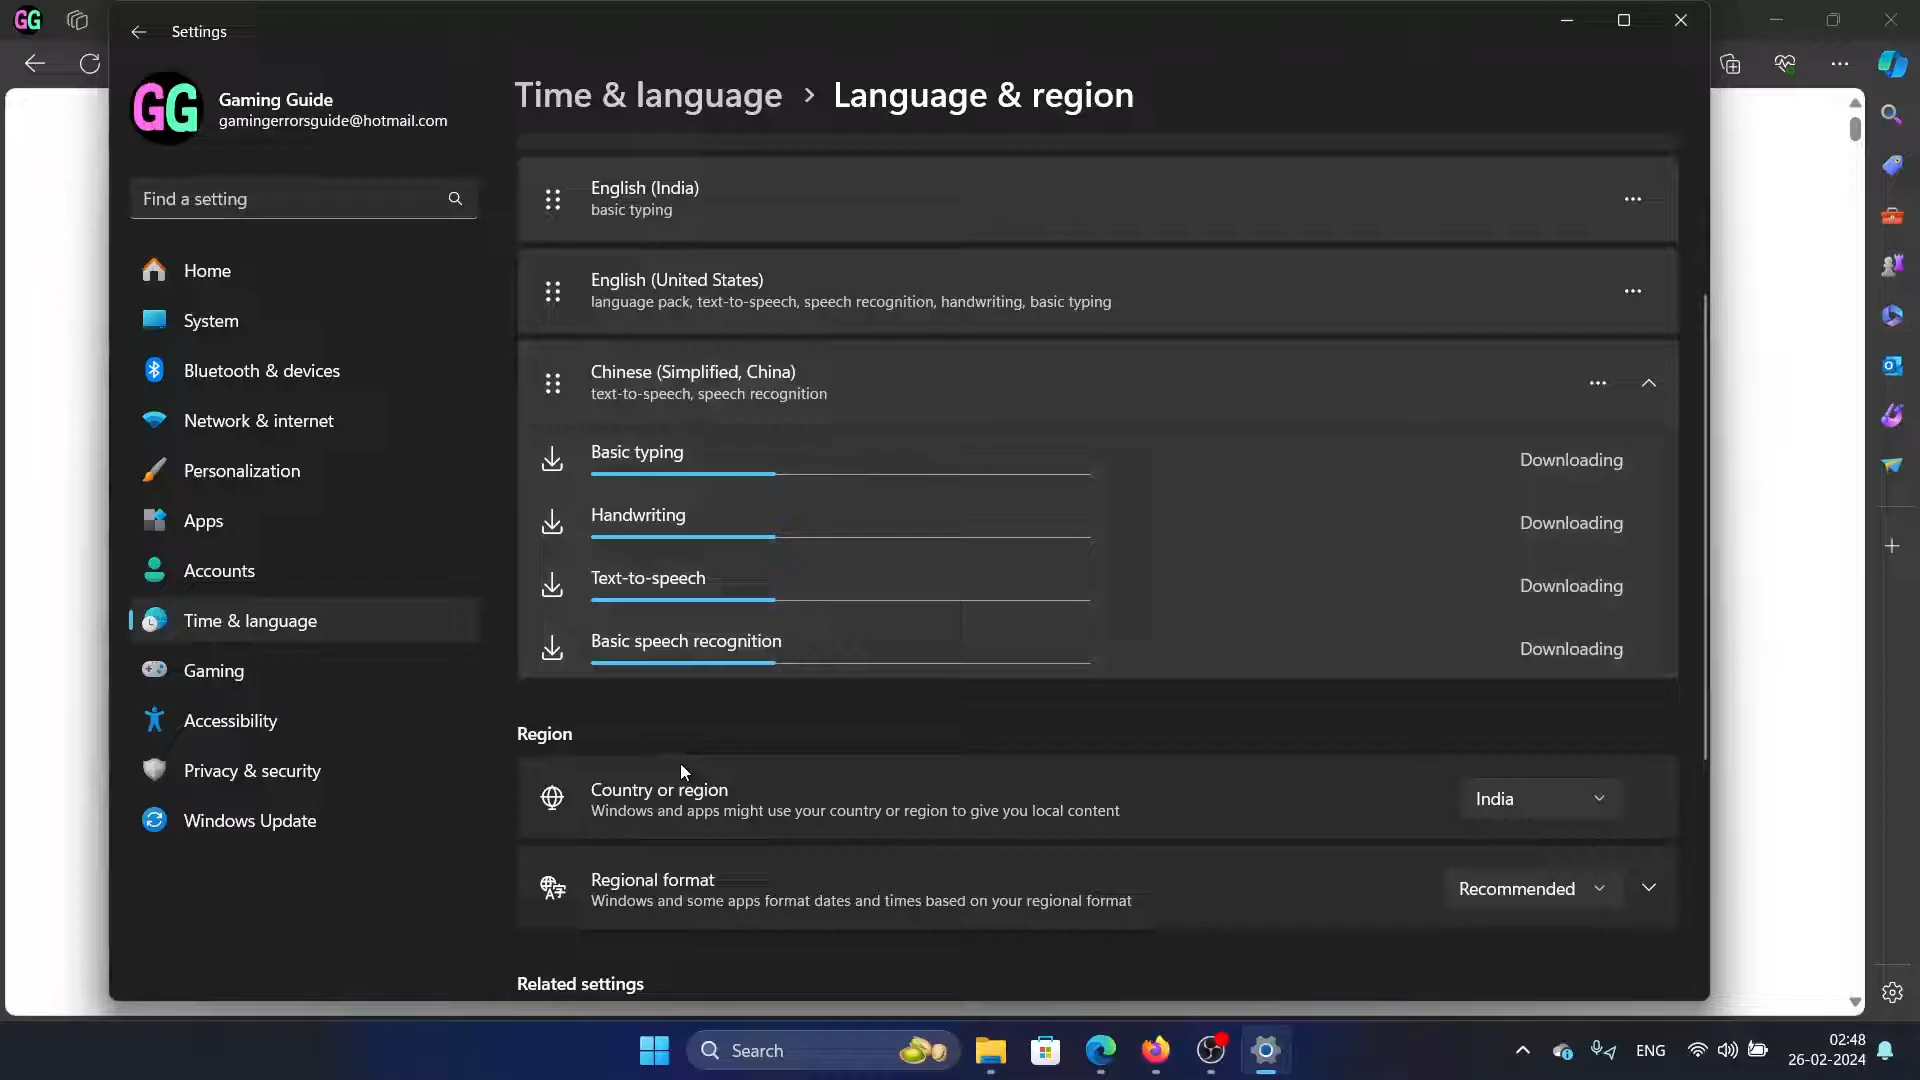 GG
Settings
GG
Gaming Guide
gamingerrorsguide@hotmail.com
Find a setting
Home
System
Bluetooth & devices
Network & internet
Personalization
Apps
Accounts
Time & language
Gaming
Accessibility
Privacy & security
Windows Update
Time & language > Language & region
English (India)
basic typing
English (United States)
language pack, text-to-speech, speech recognition, handwriting, basic typing
Chinese (Simplified, China)
text-to-speech, speech recognition
Basic typing Downloading
Handwriting Downloading
Text-to-speech Downloading
Basic speech recognition Downloading
Region
Country or region
Windows and apps might use your country or region to give you local content
India
Regional format
Windows and some apps format dates and times based on your regional format
Recommended
Related settings
Search
ENG
02:48
26-02-2024